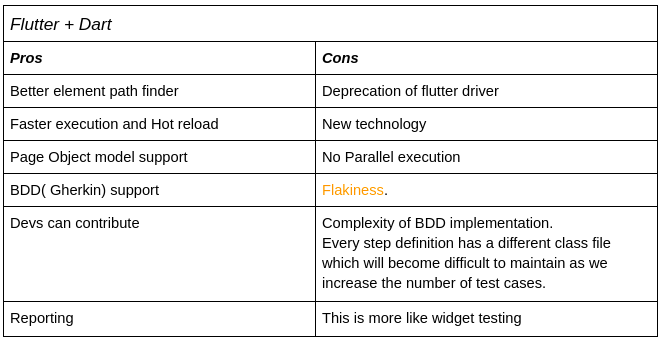 Flutter + Dart
Pros
Cons
Better element path finder
Deprecation of flutter driver
Faster execution and Hot reload
New technology
Page Object model support
No Parallel execution
BDD( Gherkin) support
Flakiness.
Devs can contribute
Complexity of BDD implementation.
Every step definition has a different class file
which will become difficult to maintain as we
increase the number of test cases.
Reporting
This is more like widget testing